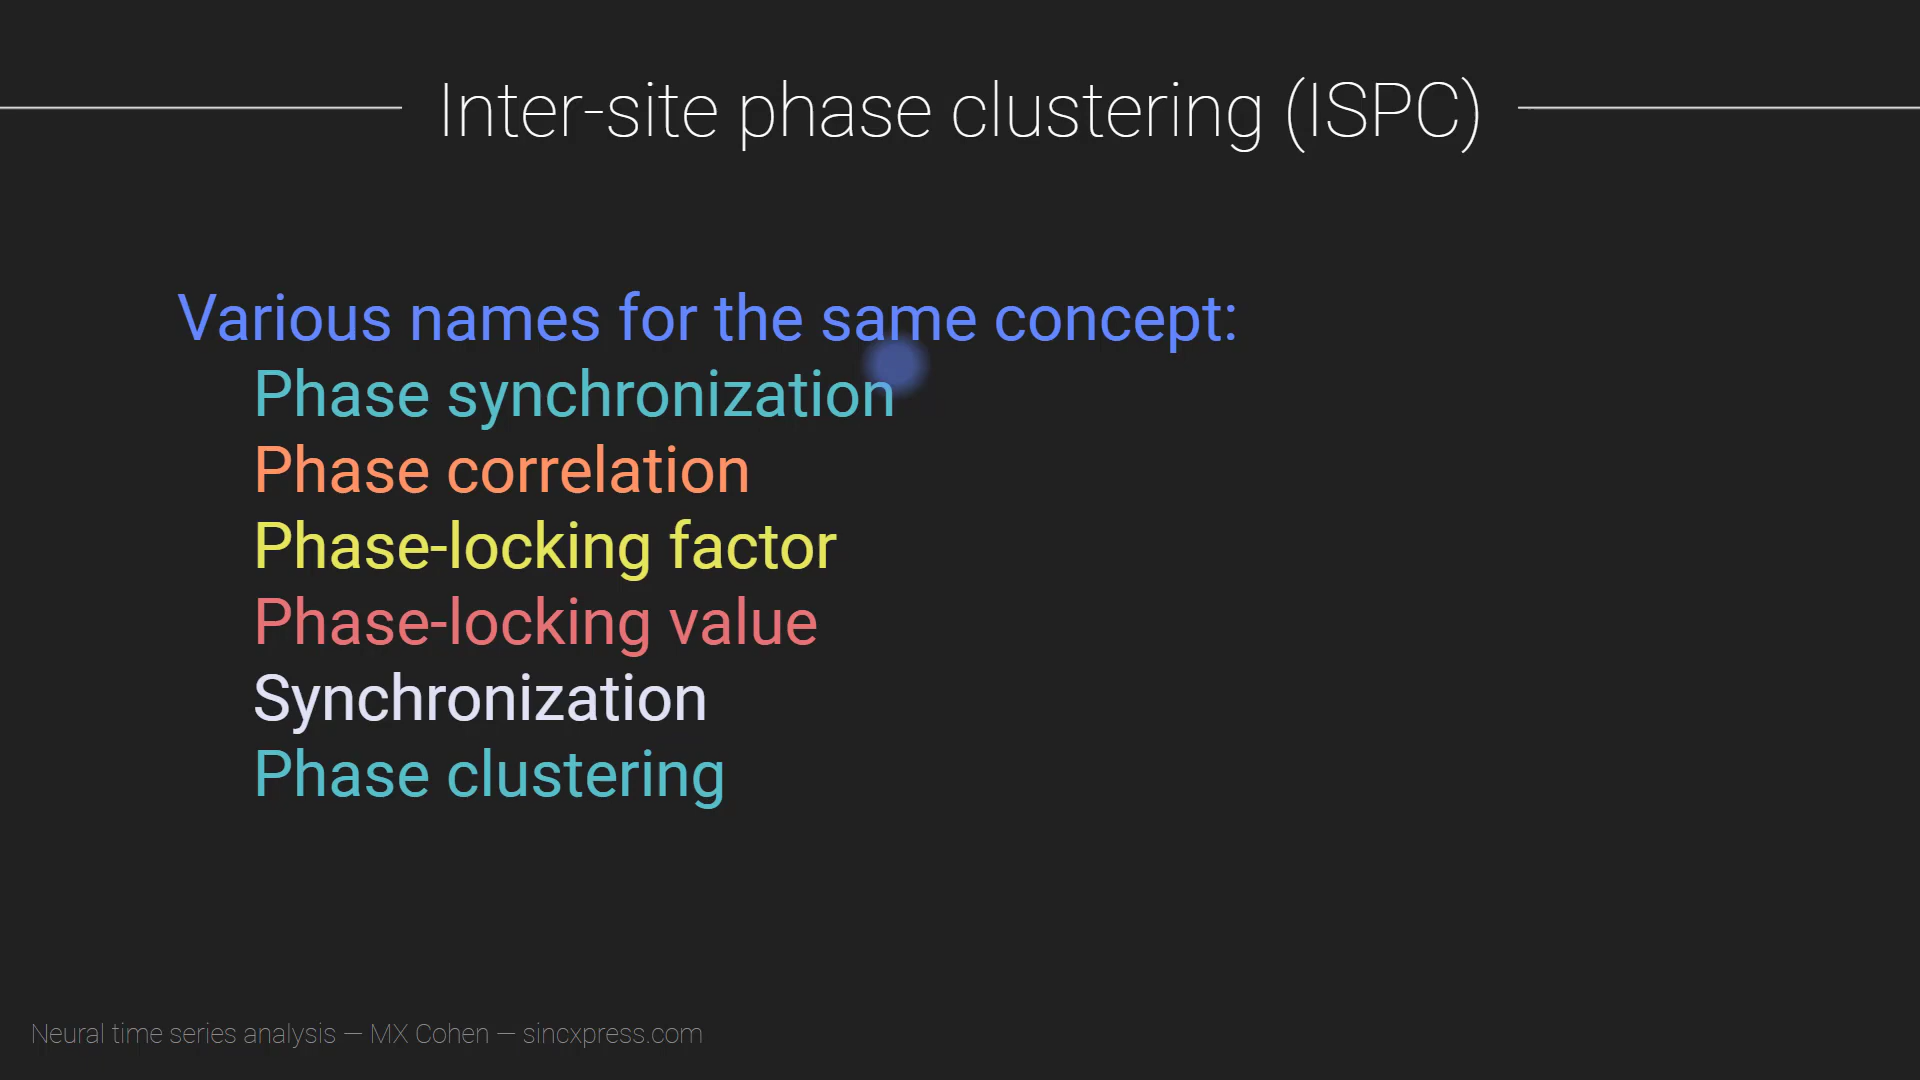 Inter-site phase clustering (ISPC)
Various names for the same concept:
Phase synchronization
Phase correlation
Phase-locking factor
Phase-locking value
Synchronization
Phase clustering
Neural time series analysis — MX Cohen — sincxpress.com